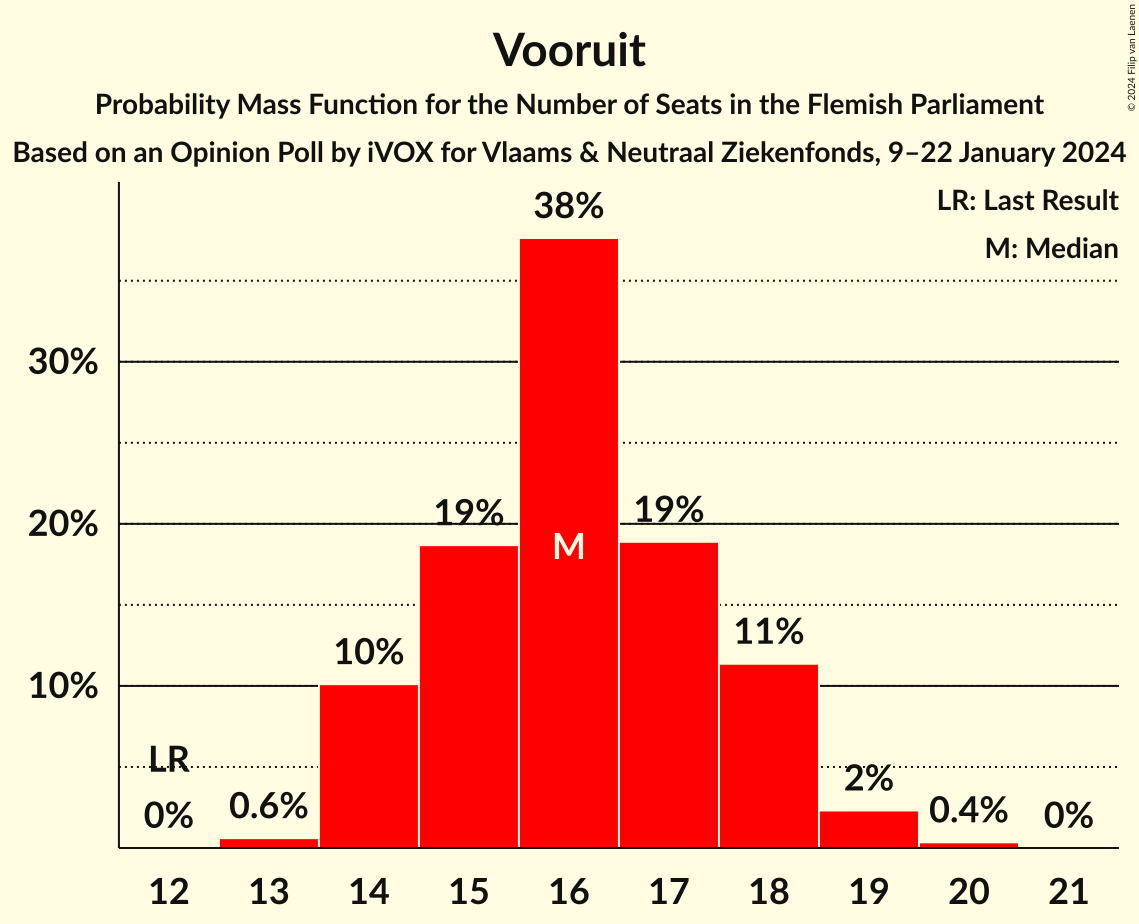 Vooruit
Probability Mass Function for the Number of Seats in the Flemish Parliament
Based on an Opinion Poll by iVOX for Vlaams & Neutraal Ziekenfonds, 9–22 January 2024
© 2024 Filip van Laenen
LR: Last Result
M: Median
38%
30%
20%
19%
19%
M
11%
10%
10%
LR
0%
0.6%
2%
0.4%
0%
12 13 14 15 16 17 18 19 20 21